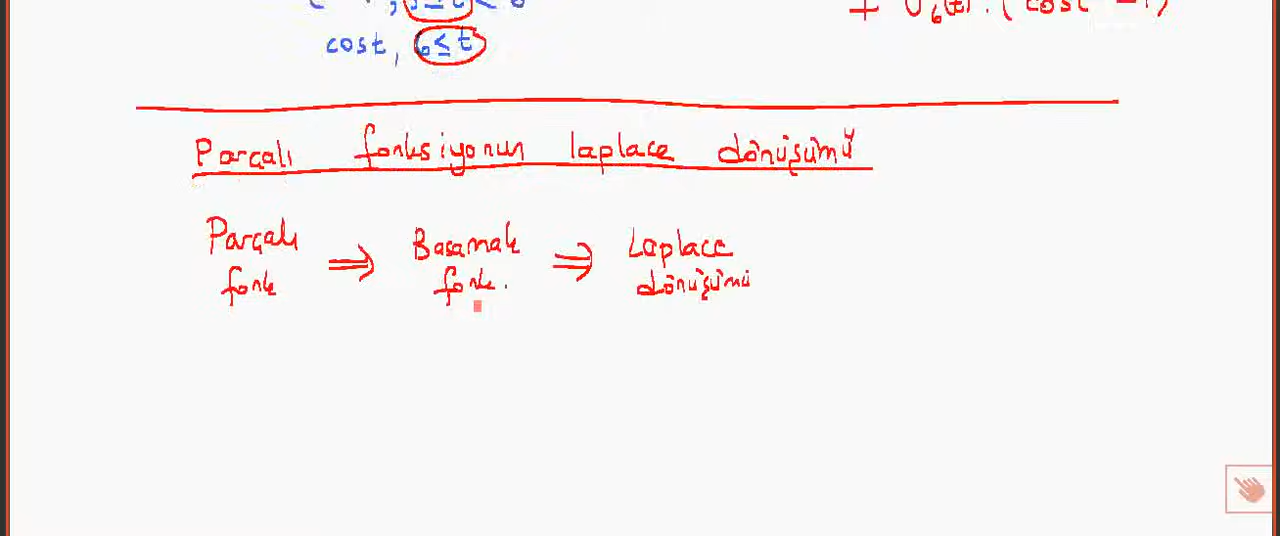 cost, 6≤t
Parçalı fonksiyonun laplace dönüşümü
Parçalı fonk ⇒ Basamak fonk. ⇒ Laplace dönüşümü